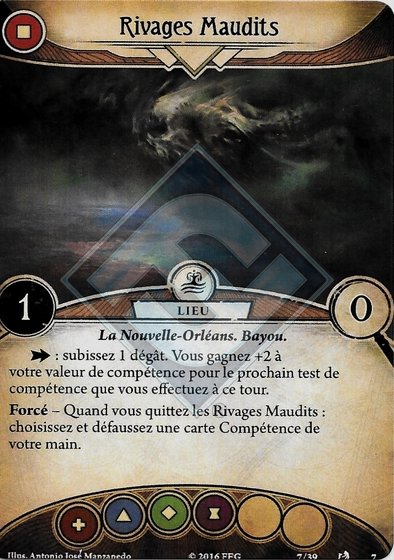 Rivages Maudits
1
LIEU
0
La Nouvelle-Orléans. Bayou.
: subissez 1 dégât. Vous gagnez +2 à
votre valeur de compétence pour le prochain test de
compétence que vous effectuez à ce tour.
Forcé – Quand vous quittez les Rivages Maudits :
choisissez et défaussez une carte Compétence de
votre main.
Illus. Antonio José Manzanedo
© 2016 FFG
7/39
7